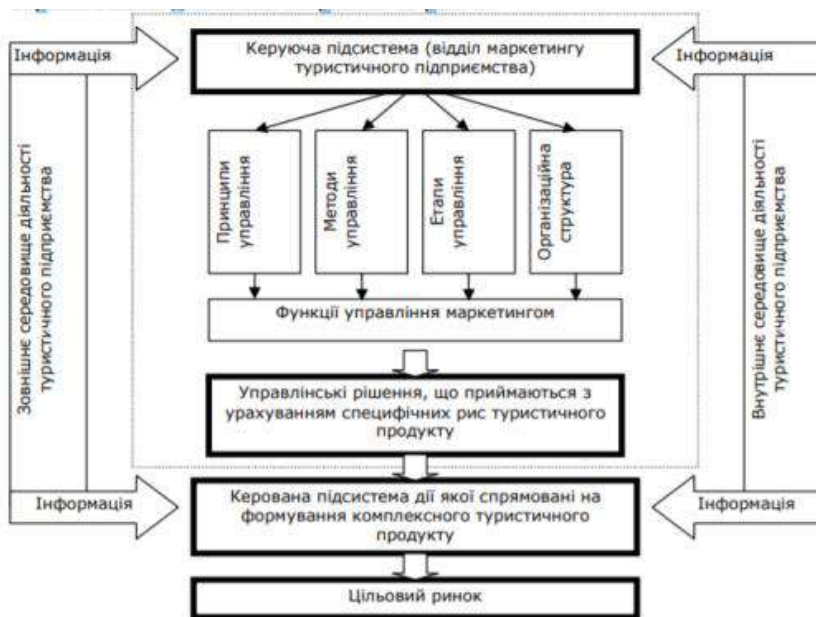 Інформація
Керуюча підсистема (відділ маркетингу
туристичного підприємства)
Інформація
Зовнішнє середовище діяльності
туристичного підприємства
Принципи
управління
Методи
управління
Етапи
управління
Організаційна
структура
Внутрішнє середовище діяльності
туристичного підприємства
Функції управління маркетингом
Управлінські рішення, що приймаються з
урахуванням специфічних рис туристичного
продукту
Інформація
Керована підсистема дії якої спрямовані на
формування комплексного туристичного
продукту
Інформація
Цільовий ринок